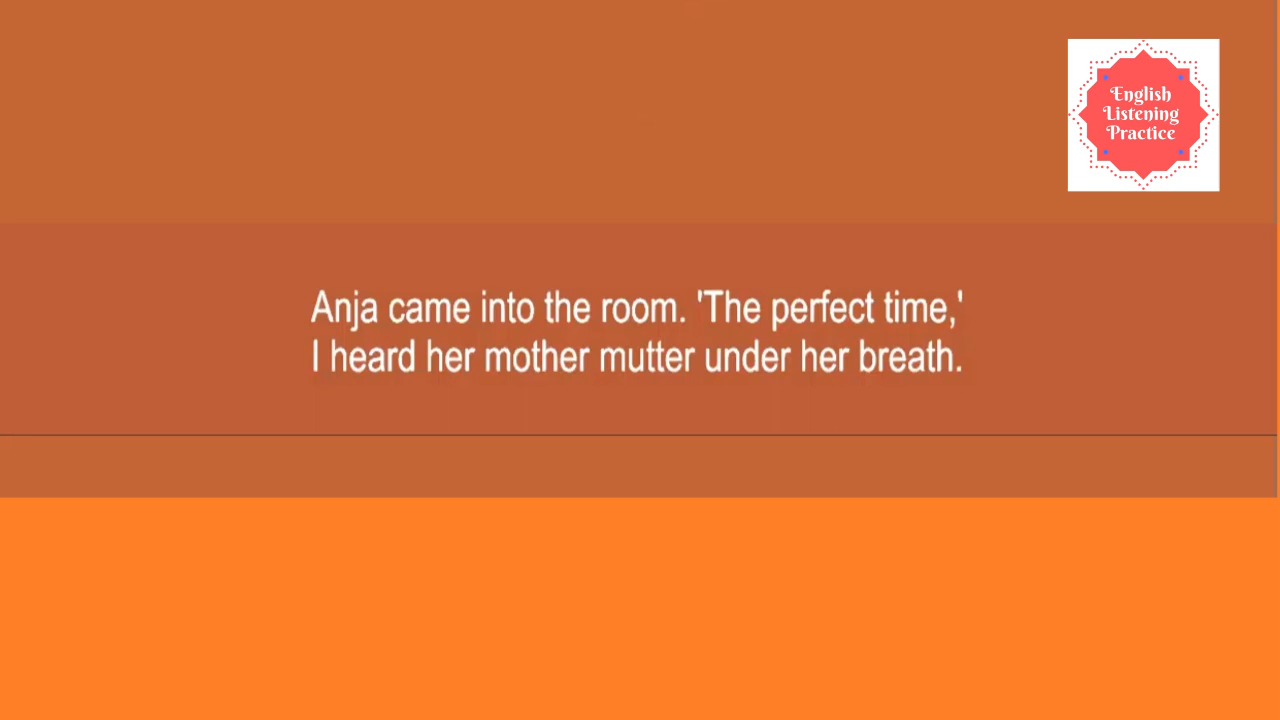 English
Listening
Practice
Anja came into the room. 'The perfect time,'
I heard her mother mutter under her breath.